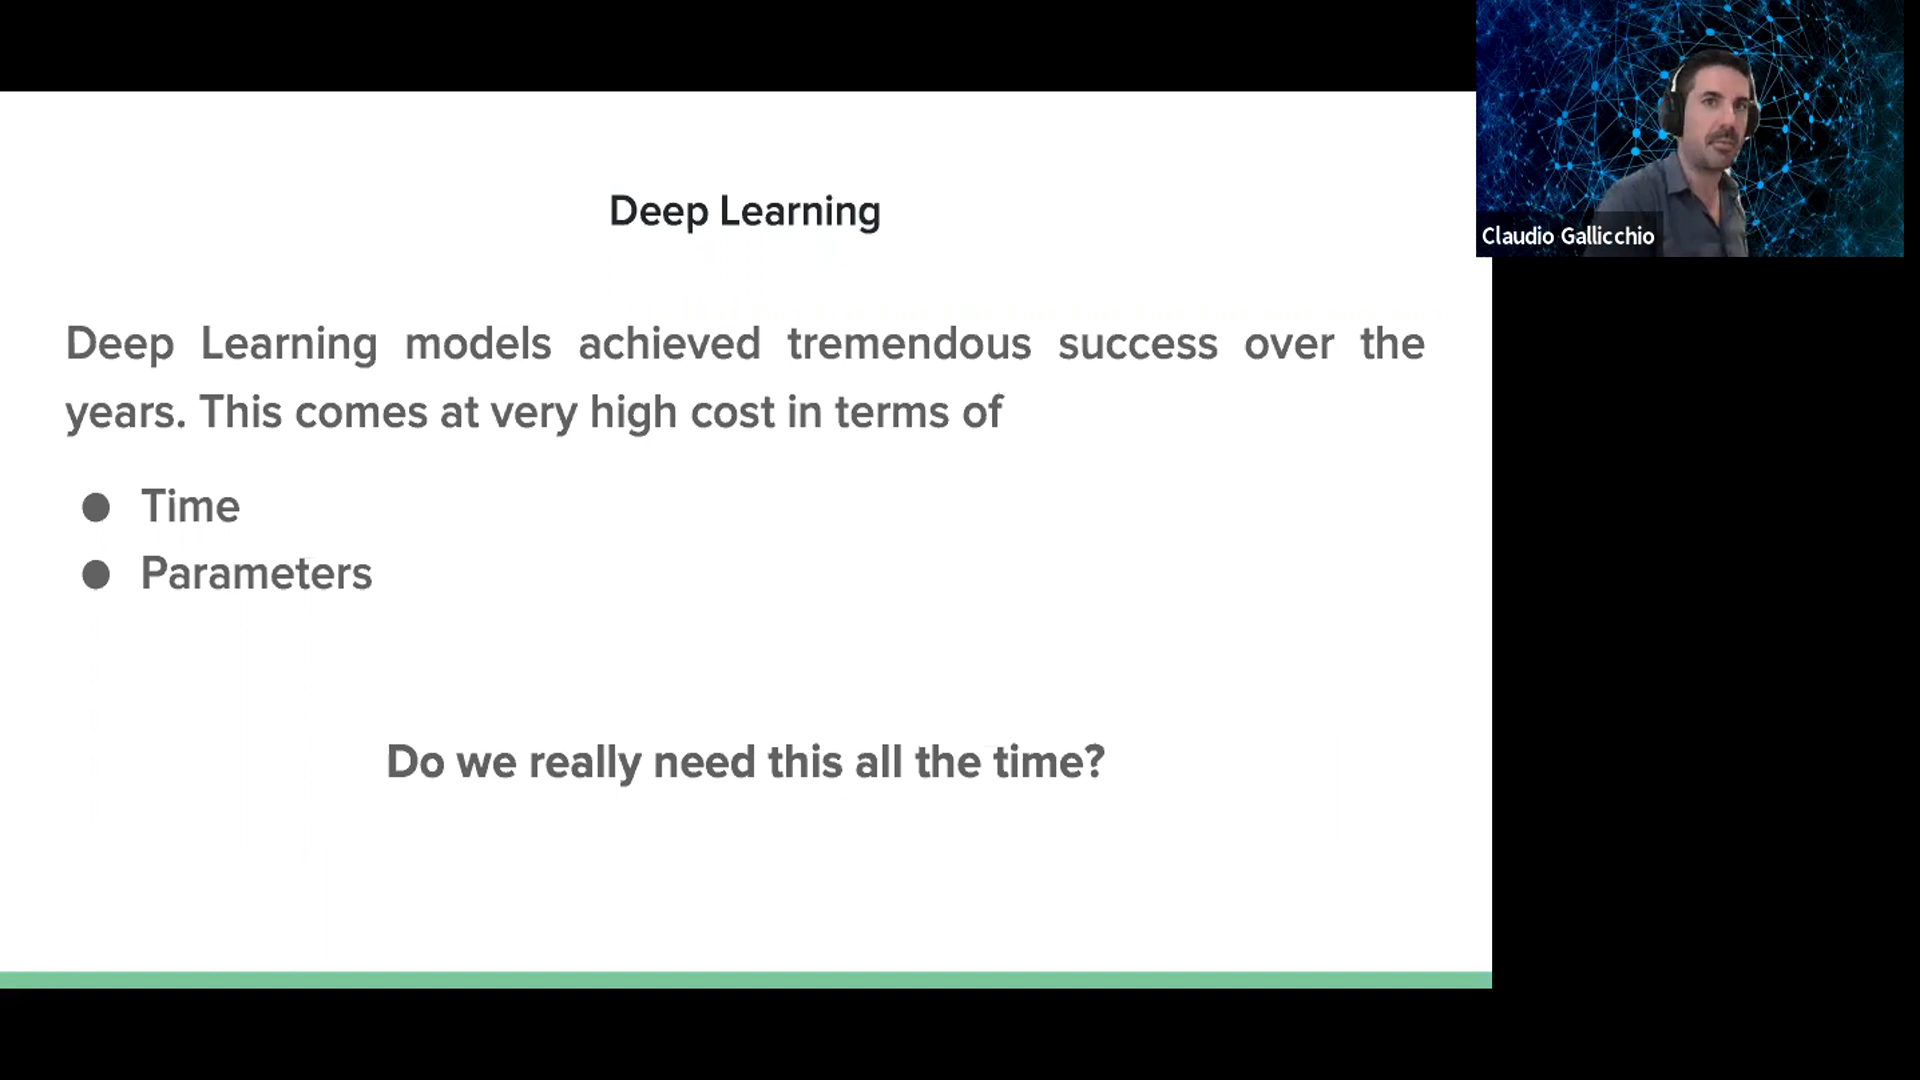 Deep Learning
Deep Learning models achieved tremendous success over the
years. This comes at very high cost in terms of
● Time
● Parameters
Do we really need this all the time?
Claudio Gallicchio